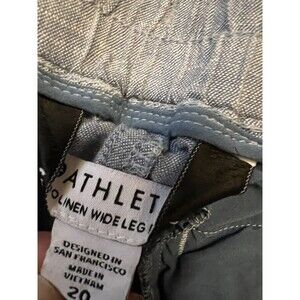 ATHLET
LINEN WIDE LEG
DESIGNED IN
SAN FRANCISCO
MADE IN
VIETNAM
20